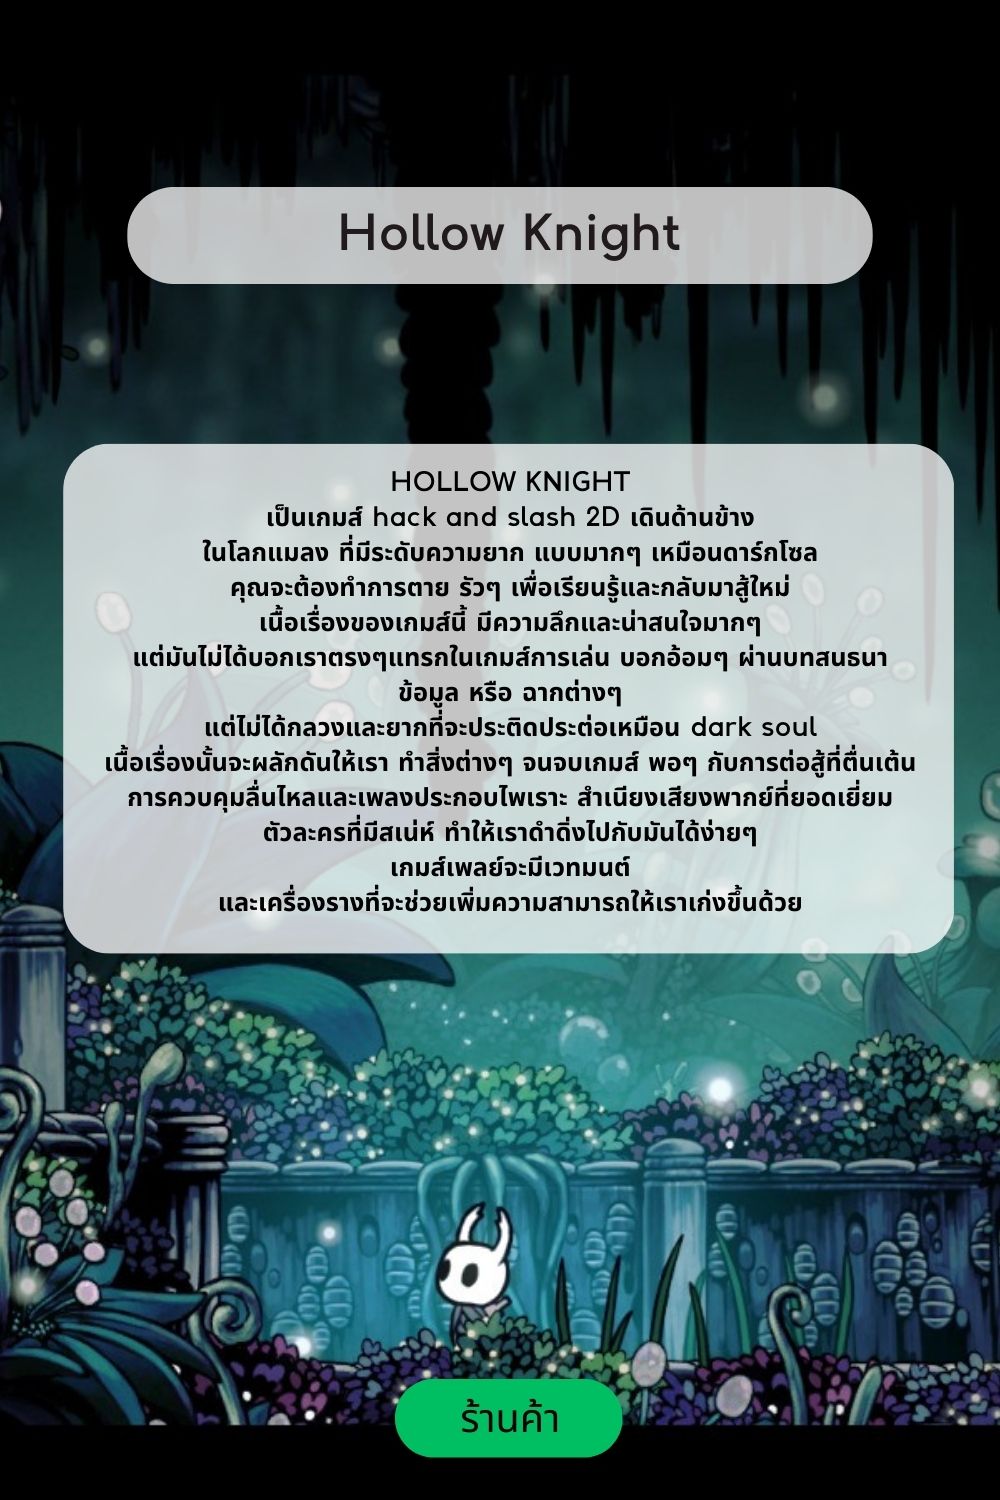 Hollow Knight
HOLLOW KNIGHT
เป็นเกมส์ hack and slash 2D เดินด้านข้าง
ในโลกแมลง ที่มีระดับความยาก แบบมากๆ เหมือนดาร์กโซล
คุณจะต้องทำการตาย รัวๆ เพื่อเรียนรู้และกลับมาสู้ใหม่
เนื้อเรื่องของเกมส์นี้ มีความลึกและน่าสนใจมากๆ
แต่มันไม่ได้บอกเราตรงๆแทรกในเกมส์การเล่น บอกอ้อมๆ ผ่านบทสนธนา
ข้อมูล หรือ ฉากต่างๆ
แต่ไม่ได้กลวงและยากที่จะประติดประต่อเหมือน dark soul
เนื้อเรื่องนั้นจะผลักดันให้เรา ทำสิ่งต่างๆ จนจบเกมส์ พอๆ กับการต่อสู้ที่ตื่นเต้น
การควบคุมลื่นไหลและเพลงประกอบไพเราะ สำเนียงเสียงพากย์ที่ยอดเยี่ยม
ตัวละครที่มีสเน่ห์ ทำให้เราดำดิ่งไปกับมันได้ง่ายๆ
เกมส์เพลย์จะมีเวทมนต์
และเครื่องรางที่จะช่วยเพิ่มความสามารถให้เราเก่งขึ้นด้วย
ร้านค้า